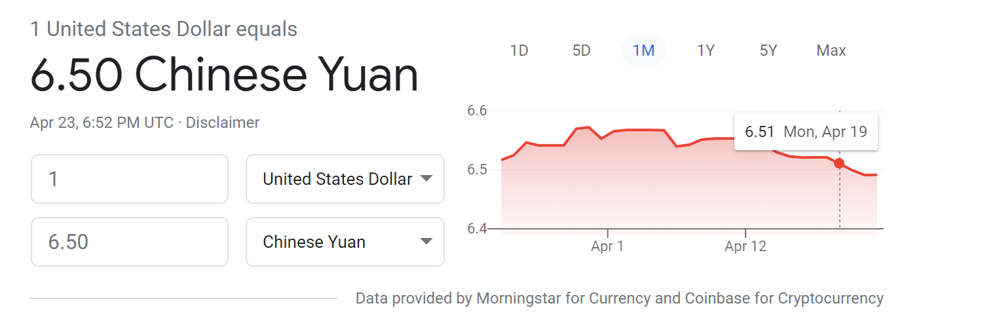 1 United States Dollar equals
6.50 Chinese Yuan
Apr 23, 6:52 PM UTC · Disclaimer
1
United States Dollar
6.50
Chinese Yuan
1D 5D 1M 1Y 5Y Max
6.6
6.51 Mon, Apr 19
6.5
6.4
Apr 1 Apr 12
Data provided by Morningstar for Currency and Coinbase for Cryptocurrency